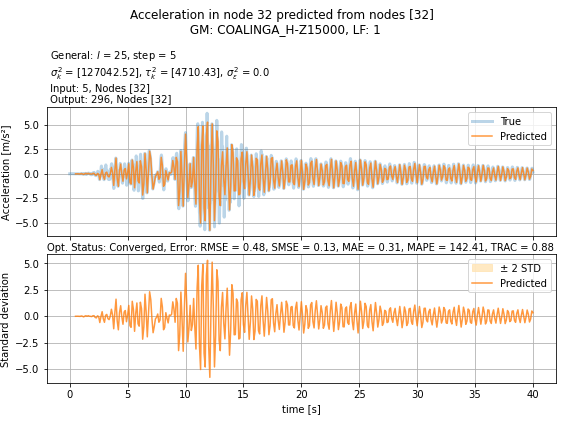 Acceleration in node 32 predicted from nodes [32]
GM: COALINGA_H-Z15000, LF: 1
General: l = 25, step = 5
σ²ₖ = [127042.52], τ²ₖ = [4710.43], σ²ₑ = 0.0
Input: 5, Nodes [32]
Output: 296, Nodes [32]
Acceleration [m/s²]
5.0
2.5
0.0
−2.5
−5.0
True
Predicted
Opt. Status: Converged, Error: RMSE = 0.48, SMSE = 0.13, MAE = 0.31, MAPE = 142.41, TRAC = 0.88
Standard deviation
5.0
2.5
0.0
−2.5
−5.0
± 2 STD
Predicted
0 5 10 15 20 25 30 35 40
time [s]